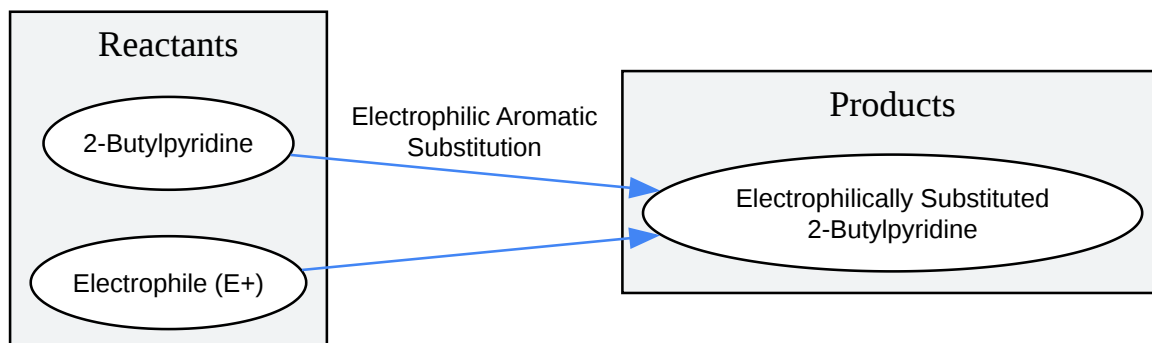 Reactants
2-Butylpyridine
Electrophile (E+)
Electrophilic Aromatic
Substitution
Products
Electrophilically Substituted
2-Butylpyridine